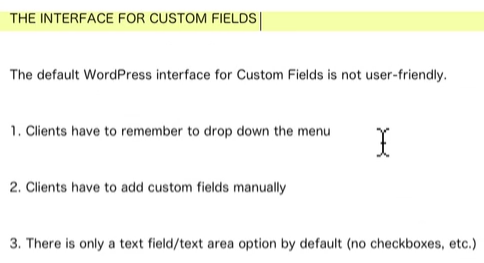 THE INTERFACE FOR CUSTOM FIELDS
The default WordPress interface for Custom Fields is not user-friendly.
1. Clients have to remember to drop down the menu
2. Clients have to add custom fields manually
3. There is only a text field/text area option by default (no checkboxes, etc.)